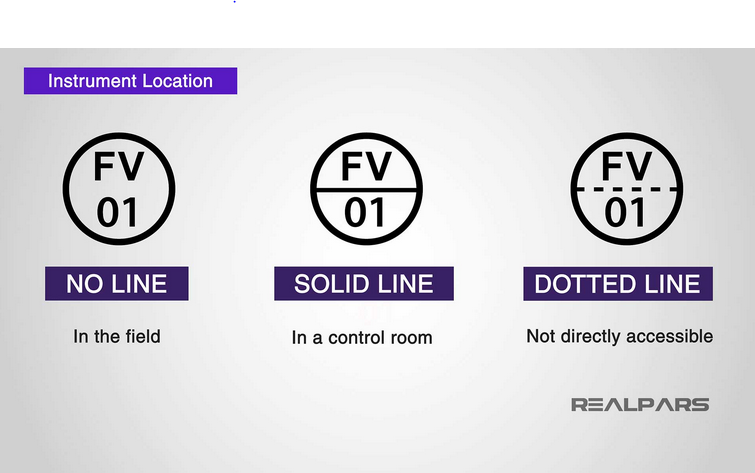 Instrument Location
FV
01
FV
01
FV
01
NO LINE
SOLID LINE
DOTTED LINE
In the field
In a control room
Not directly accessible
REALPARS